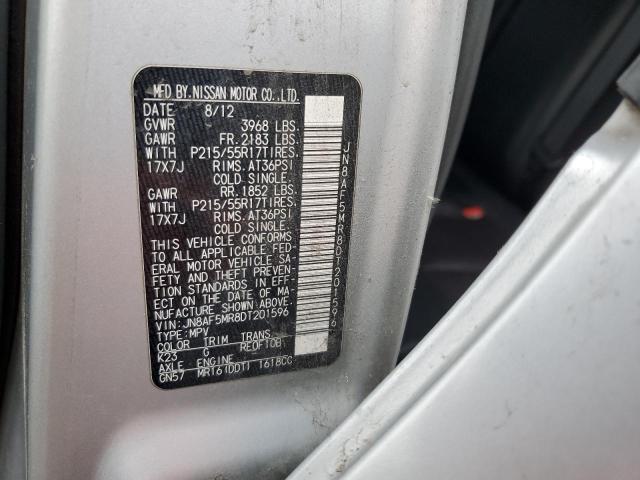 MFD BY.NISSAN MOTOR CO.,LTD.
DATE 8/12
GVWR 3968 LBS.
GAWR FR.2183 LBS.
WITH P215/55R17TIRES.
17X7J RIMS.AT36PSI
COLD SINGLE.
GAWR RR.1852 LBS
WITH P215/55R17TIRES.
17X7J RIMS.AT36PSI
COLD SINGLE.
THIS VEHICLE CONFORMS
TO ALL APPLICABLE FED-
ERAL MOTOR VEHICLE SA-
FETY AND THEFT PREVEN-
TION STANDARDS IN EFF-
ECT ON THE DATE OF MA-
NUFACTURE SHOWN ABOVE.
VIN:JN8AF5MR8DT201596
TYPE:MPV
COLOR TRIM TRANS
K23 G RE0F10B
AXLE ENGINE
GN57 MR16(DDT) 1618CC
JN8AF5MR8DT201596